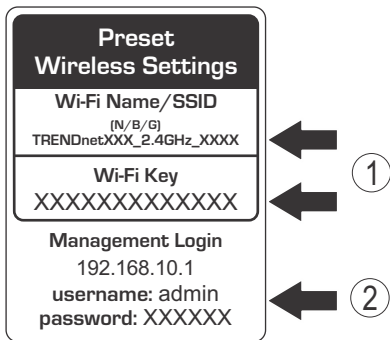 Preset
Wireless Settings
Wi-Fi Name/SSID
(N/B/G)
TRENDnetXXX_2.4GHz_XXXX
Wi-Fi Key
XXXXXXXXXXXXX
1
Management Login
192.168.10.1
username: admin
password: XXXXXX
2